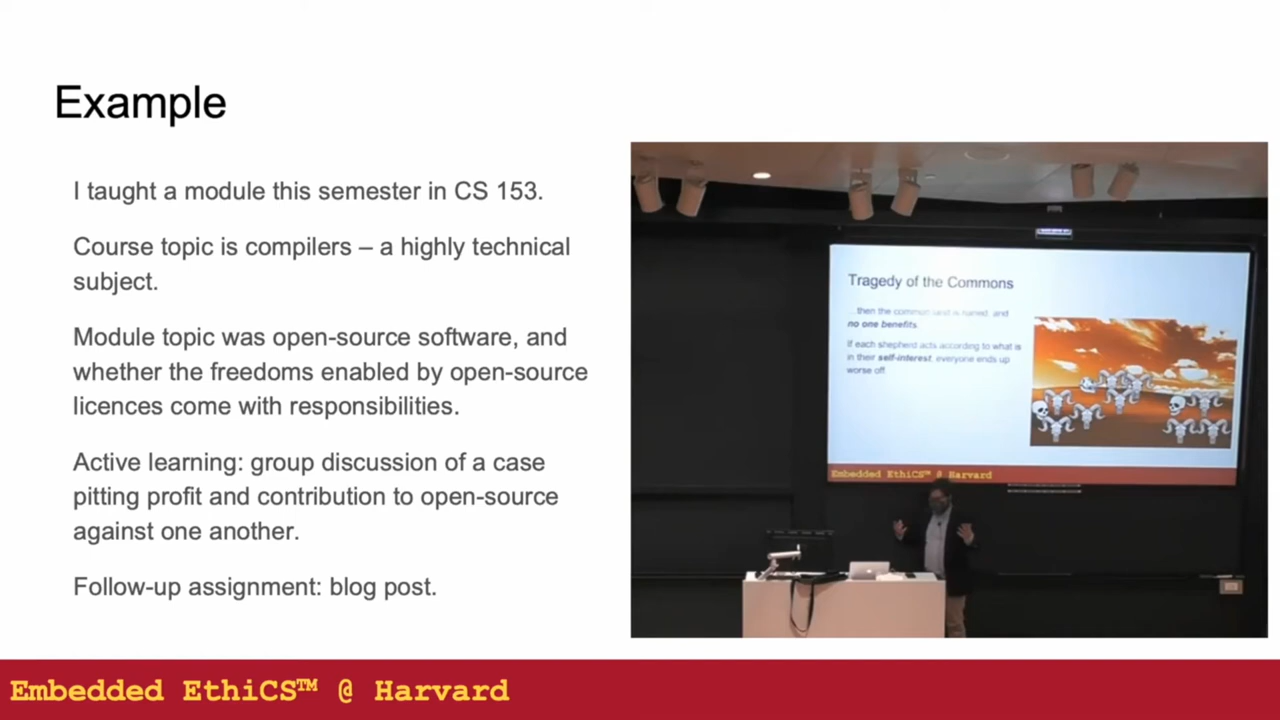 Example
I taught a module this semester in CS 153.
Course topic is compilers – a highly technical
subject.
Module topic was open-source software, and
whether the freedoms enabled by open-source
licences come with responsibilities.
Active learning: group discussion of a case
pitting profit and contribution to open-source
against one another.
Follow-up assignment: blog post.
Tragedy of the Commons
...then the common land is ruined, and
no one benefits.
If each shepherd acts according to what is
in their self-interest, everyone ends up
worse off.
Embedded EthiCS™ @ Harvard
Embedded EthiCS™ @ Harvard